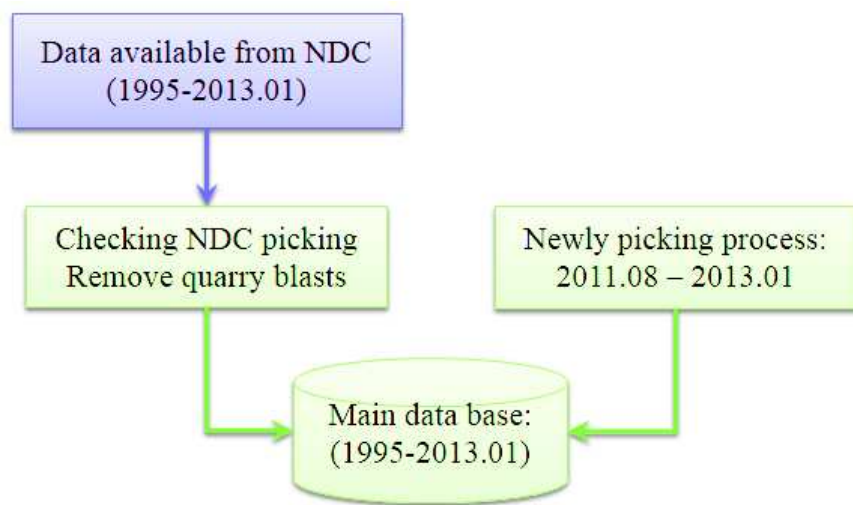 Data available from NDC
(1995-2013.01)
Checking NDC picking
Remove quarry blasts
Newly picking process:
2011.08 – 2013.01
Main data base:
(1995-2013.01)